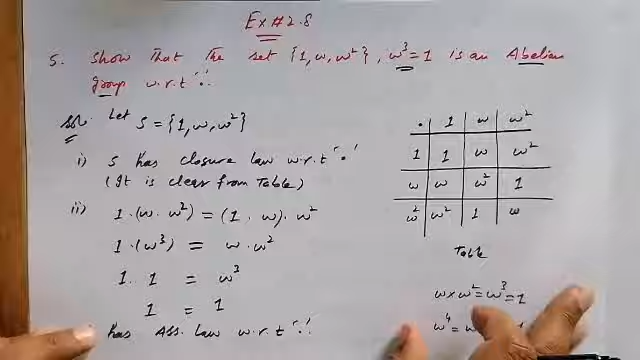 Ex # 2.8
5. Show that the set {1, ω, ω²}, ω³=1 is an Abelian
group w.r.t '.'
Sol. Let S = {1, ω, ω²}
i) S has closure law w.r.t '.'
(It is clear from Table)
ii) 1.(ω.ω²) = (1.ω).ω²
1.(ω³) = ω.ω²
1.1 = ω³
1 = 1
has Ass. law w.r.t '.'
. 1 ω ω²
1 1 ω ω²
ω ω ω² 1
ω² ω² 1 ω
Table
ω×ω²=ω³=1
ω⁴=